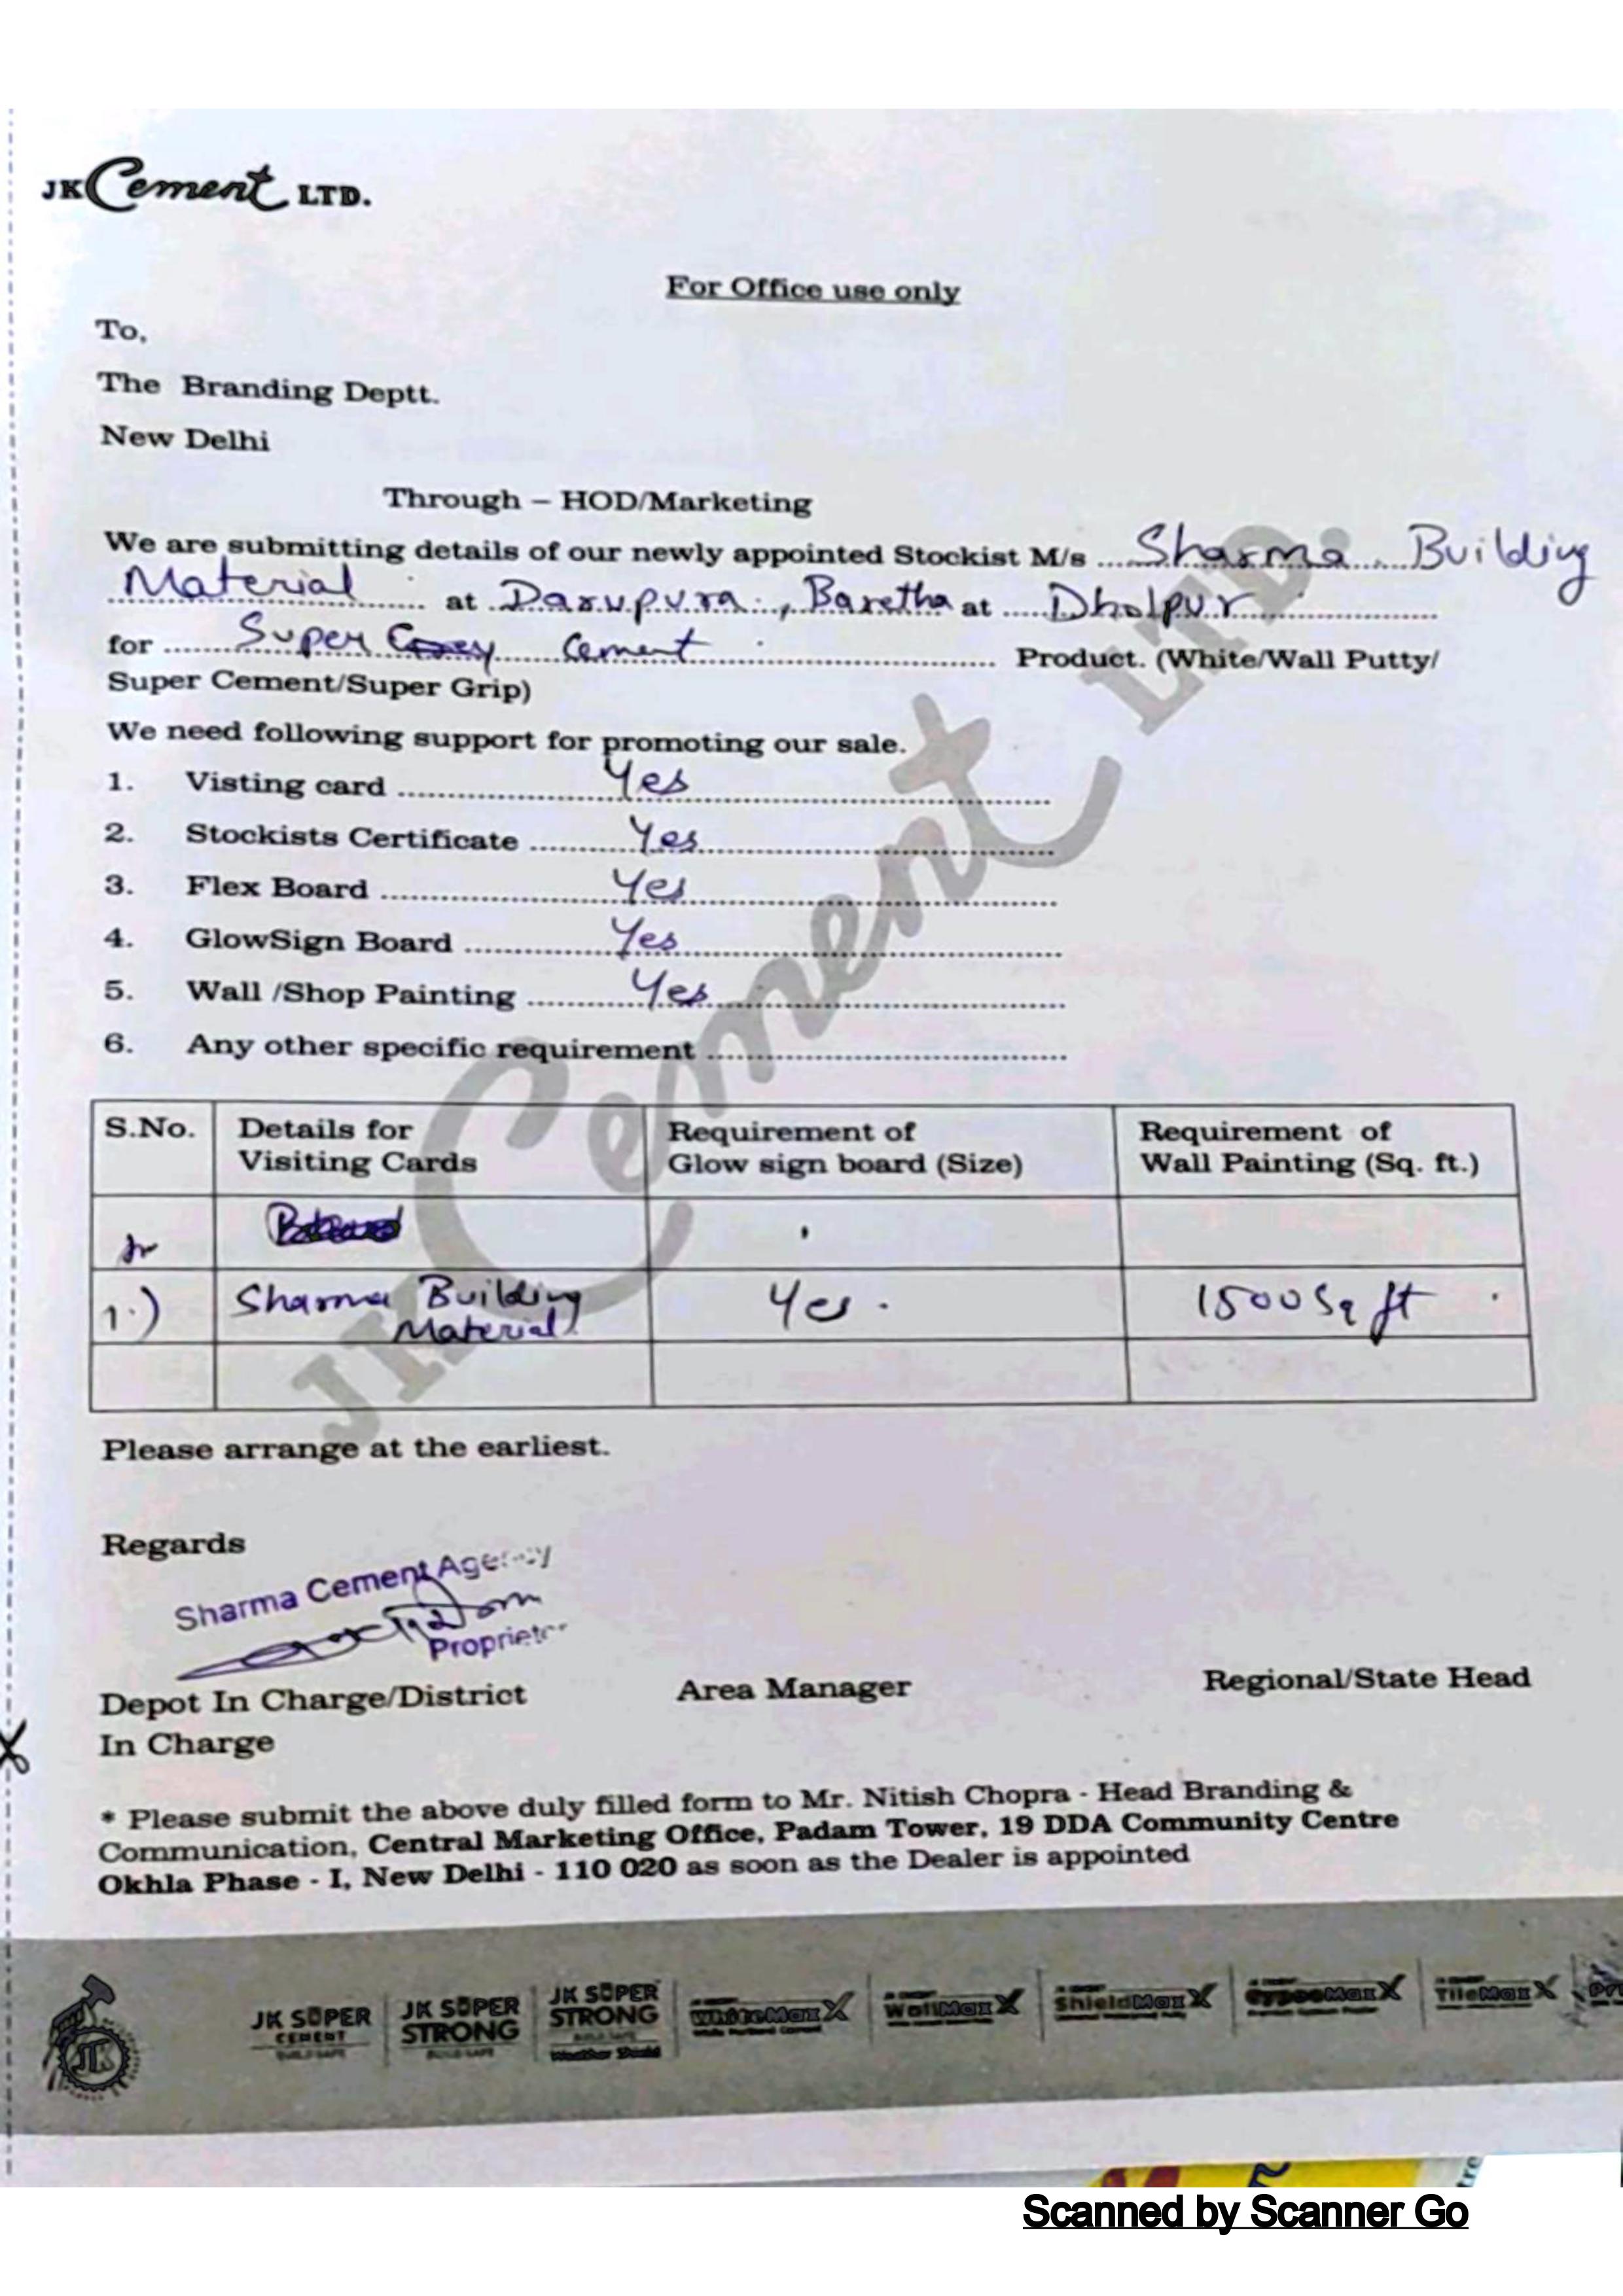 JK Cement LTD.
For Office use only
To,
The Branding Deptt.
New Delhi
Through – HOD/Marketing
We are submitting details of our newly appointed Stockist M/s Sharma Building
Material at Darupura, Baretha at Dholpur
for Super Cement Product. (White/Wall Putty/
Super Cement/Super Grip)
We need following support for promoting our sale.
1. Visting card Yes
2. Stockists Certificate Yes
3. Flex Board Yes
4. GlowSign Board Yes
5. Wall /Shop Painting Yes
6. Any other specific requirement
S.No. Details for Visiting Cards Requirement of Glow sign board (Size) Requirement of Wall Painting (Sq. ft.)
1.) Sharma Building Material Yes. 1500 Sq ft
Please arrange at the earliest.
Regards
Sharma Cement Agency
Proprietor
Depot In Charge/District Area Manager Regional/State Head
In Charge
* Please submit the above duly filled form to Mr. Nitish Chopra - Head Branding &
Communication, Central Marketing Office, Padam Tower, 19 DDA Community Centre
Okhla Phase - I, New Delhi - 110 020 as soon as the Dealer is appointed
JK SUPER CEMENT BUILD SAFE JK SUPER STRONG BUILD SAFE JK SUPER STRONG BUILD SAFE Weather Shield WhiteMaxX WallMaxX ShieldMaxX GypsoMaxX TileMaxX
JK
Scanned by Scanner Go